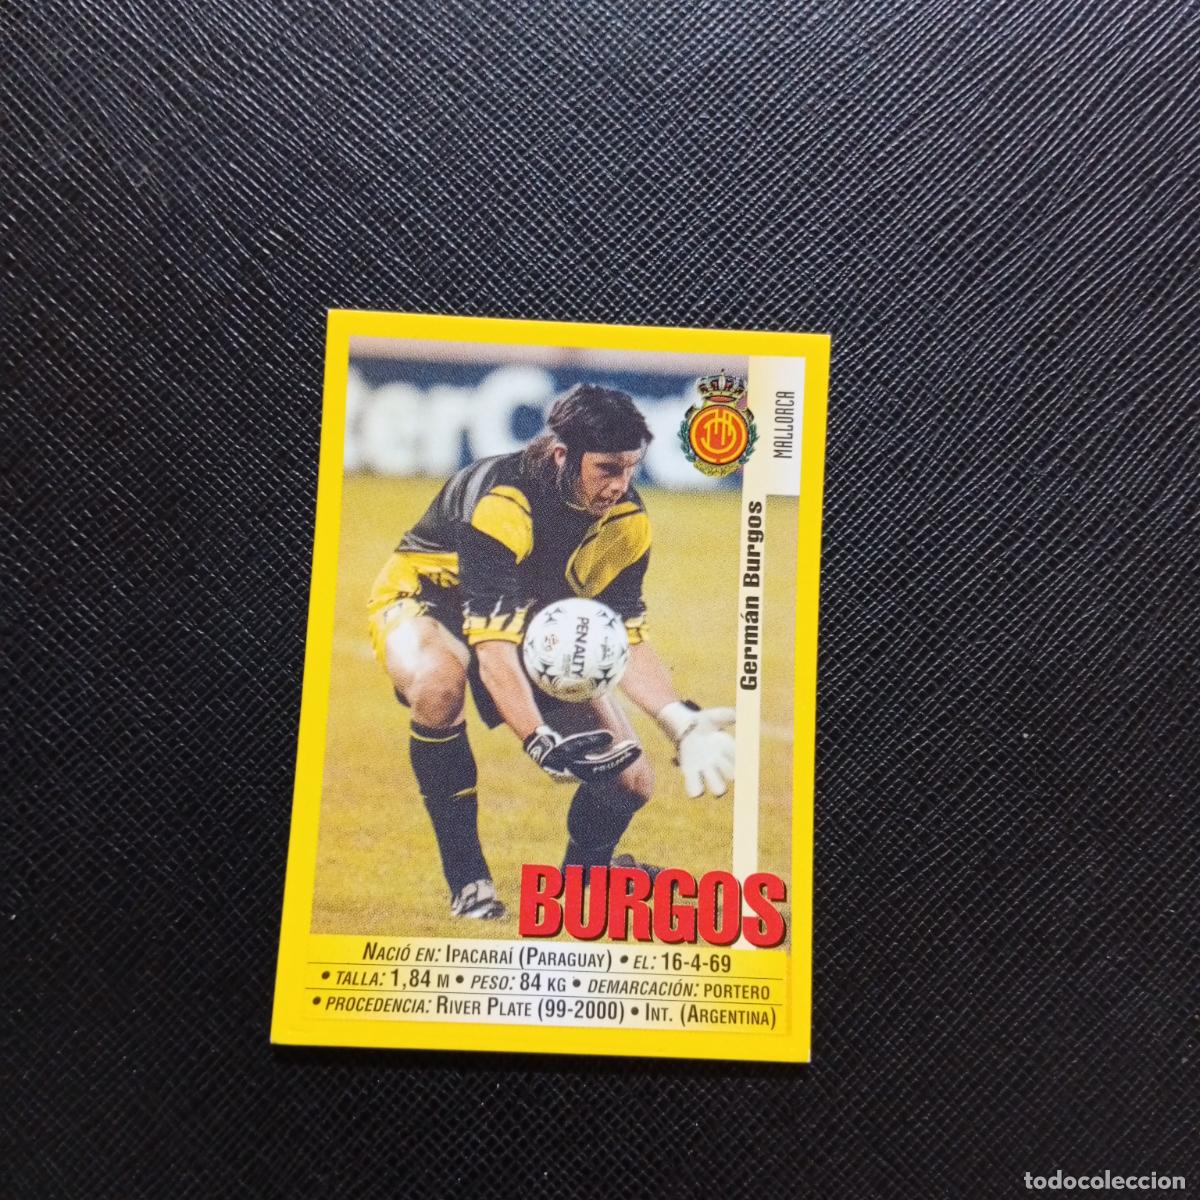 MALLORCA
Germán Burgos
PENALTY
BURGOS
NACIÓ EN: IPACARAÍ (PARAGUAY) • EL: 16-4-69
• TALLA: 1,84 M • PESO: 84 KG • DEMARCACIÓN: PORTERO
• PROCEDENCIA: RIVER PLATE (99-2000) • INT. (ARGENTINA)
todocoleccion